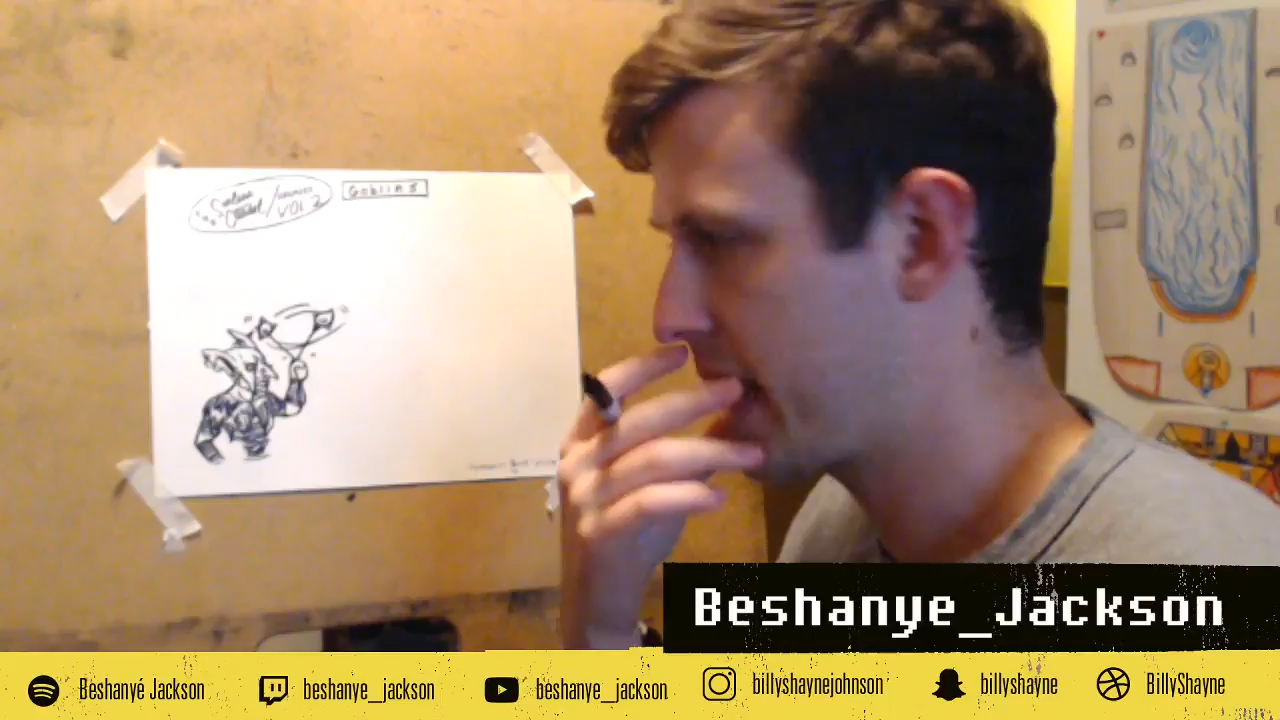 VOl 2
Goblins
Beshanye_Jackson
Beshanyé Jackson
beshanye_jackson
beshanye_jackson
billyshaynejohnson
billyshayne
BillyShayne